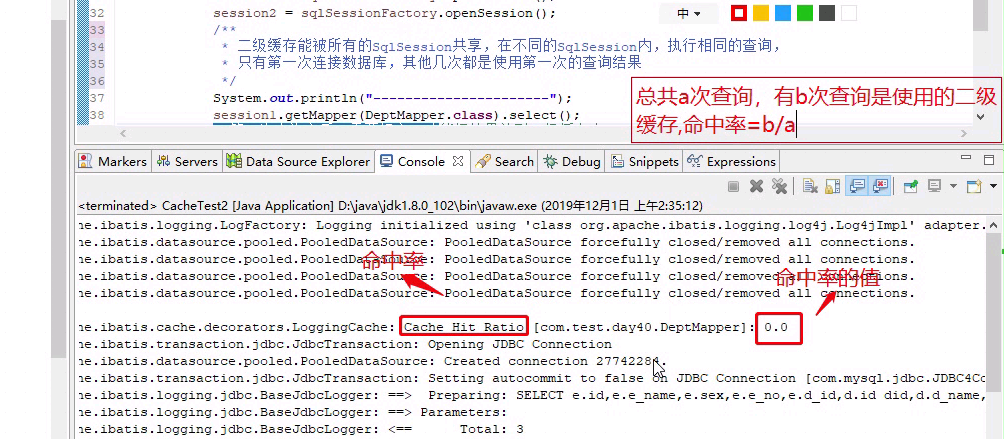 32 session2 = sqlSessionFactory.openSession();
中
33 /**
34 * 二级缓存能被所有的SqlSession共享，在不同的SqlSession内，执行相同的查询，
35 * 只有第一次连接数据库，其他几次都是使用第一次的查询结果
36 */
37 System.out.println("----------------------");
38 session1.getMapper(DeptMapper.class).select();
总共a次查询，有b次查询是使用的二级
缓存,命中率=b/a
Markers Servers Data Source Explorer Console Search Debug Snippets Expressions
<terminated> CacheTest2 [Java Application] D:\java\jdk1.8.0_102\bin\javaw.exe (2019年12月1日 上午2:35:12)
he.ibatis.logging.LogFactory: Logging initialized using 'class org.apache.ibatis.logging.log4j.Log4jImpl' adapter.
he.ibatis.datasource.pooled.PooledDataSource: PooledDataSource forcefully closed/removed all connections.
he.ibatis.datasource.pooled.PooledDataSource: PooledDataSource forcefully closed/removed all connections.
命中率
命中率的值
he.ibatis.datasource.pooled.PooledDataSource: PooledDataSource forcefully closed/removed all connections.
he.ibatis.datasource.pooled.PooledDataSource: PooledDataSource forcefully closed/removed all connections.
he.ibatis.cache.decorators.LoggingCache: Cache Hit Ratio [com.test.day40.DeptMapper]: 0.0
he.ibatis.transaction.jdbc.JdbcTransaction: Opening JDBC Connection
he.ibatis.datasource.pooled.PooledDataSource: Created connection 27742284.
he.ibatis.transaction.jdbc.JdbcTransaction: Setting autocommit to false on JDBC Connection [com.mysql.jdbc.JDBC4Co
he.ibatis.logging.jdbc.BaseJdbcLogger: ==> Preparing: SELECT e.id,e.e_name,e.sex,e.e_no,e.d_id,d.id did,d.d_name,
he.ibatis.logging.jdbc.BaseJdbcLogger: ==> Parameters:
he.ibatis.logging.jdbc.BaseJdbcLogger: <== Total: 3